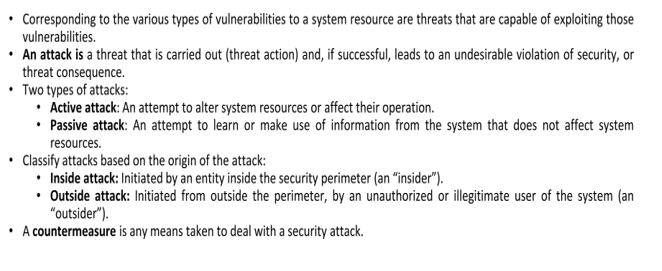 • Corresponding to the various types of vulnerabilities to a system resource are threats that are capable of exploiting those
vulnerabilities.
• An attack is a threat that is carried out (threat action) and, if successful, leads to an undesirable violation of security, or
threat consequence.
• Two types of attacks:
• Active attack: An attempt to alter system resources or affect their operation.
• Passive attack: An attempt to learn or make use of information from the system that does not affect system
resources.
• Classify attacks based on the origin of the attack:
• Inside attack: Initiated by an entity inside the security perimeter (an “insider”).
• Outside attack: Initiated from outside the perimeter, by an unauthorized or illegitimate user of the system (an
“outsider”).
• A countermeasure is any means taken to deal with a security attack.